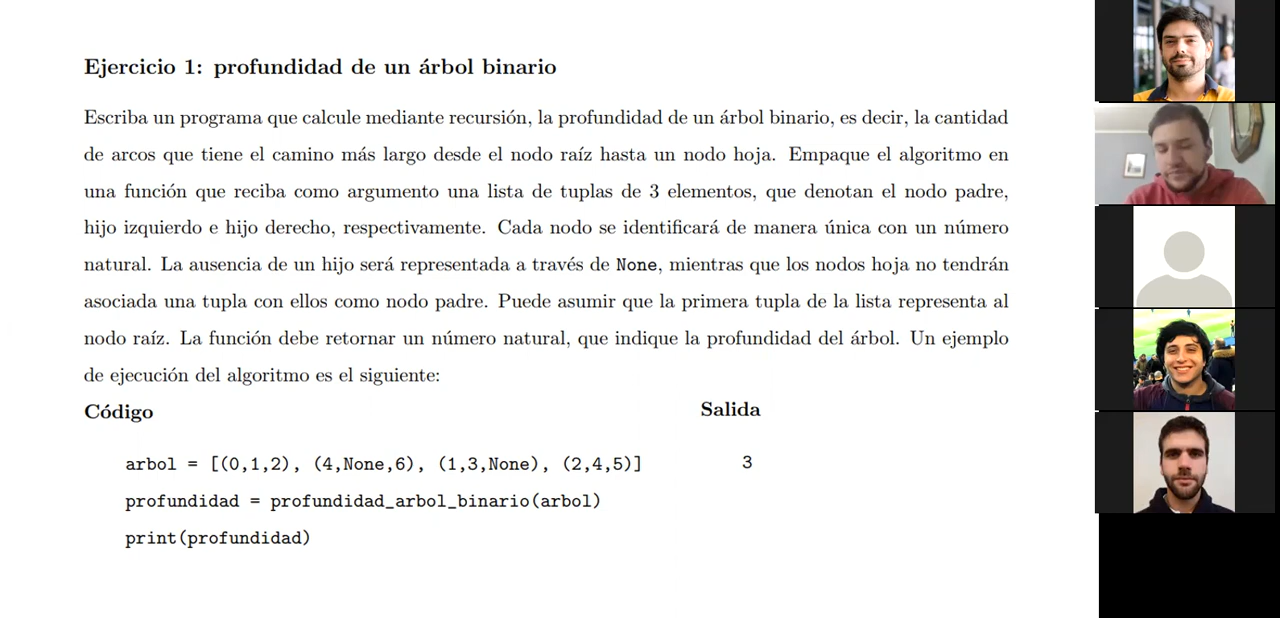 Ejercicio 1: profundidad de un árbol binario
Escriba un programa que calcule mediante recursión, la profundidad de un árbol binario, es decir, la cantidad
de arcos que tiene el camino más largo desde el nodo raíz hasta un nodo hoja. Empaque el algoritmo en
una función que reciba como argumento una lista de tuplas de 3 elementos, que denotan el nodo padre,
hijo izquierdo e hijo derecho, respectivamente. Cada nodo se identificará de manera única con un número
natural. La ausencia de un hijo será representada a través de None, mientras que los nodos hoja no tendrán
asociada una tupla con ellos como nodo padre. Puede asumir que la primera tupla de la lista representa al
nodo raíz. La función debe retornar un número natural, que indique la profundidad del árbol. Un ejemplo
de ejecución del algoritmo es el siguiente:
Código
arbol = [(0,1,2), (4,None,6), (1,3,None), (2,4,5)]
profundidad = profundidad_arbol_binario(arbol)
print(profundidad)
Salida
3